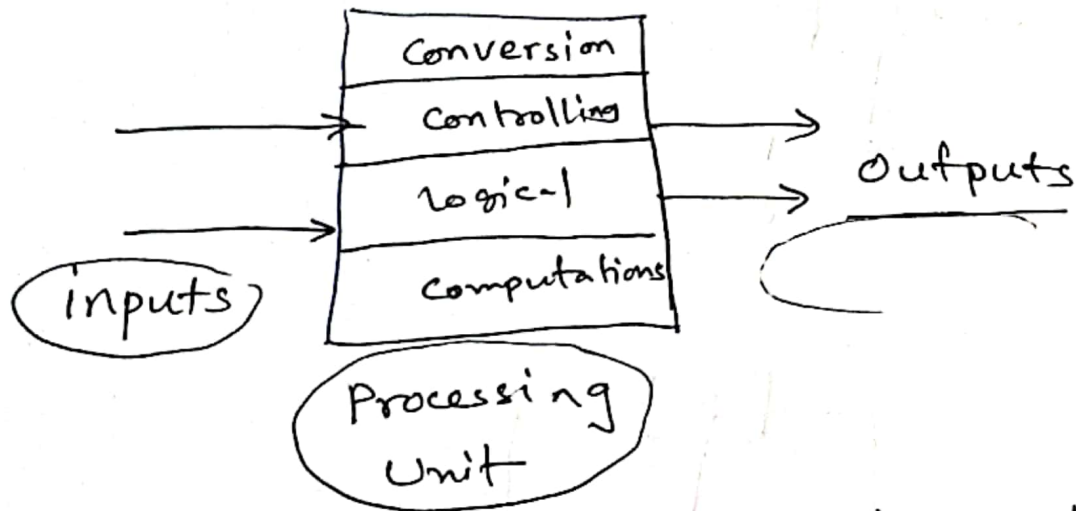 Conversion
Controlling
Logical
Computations
Outputs
inputs
Processing
Unit